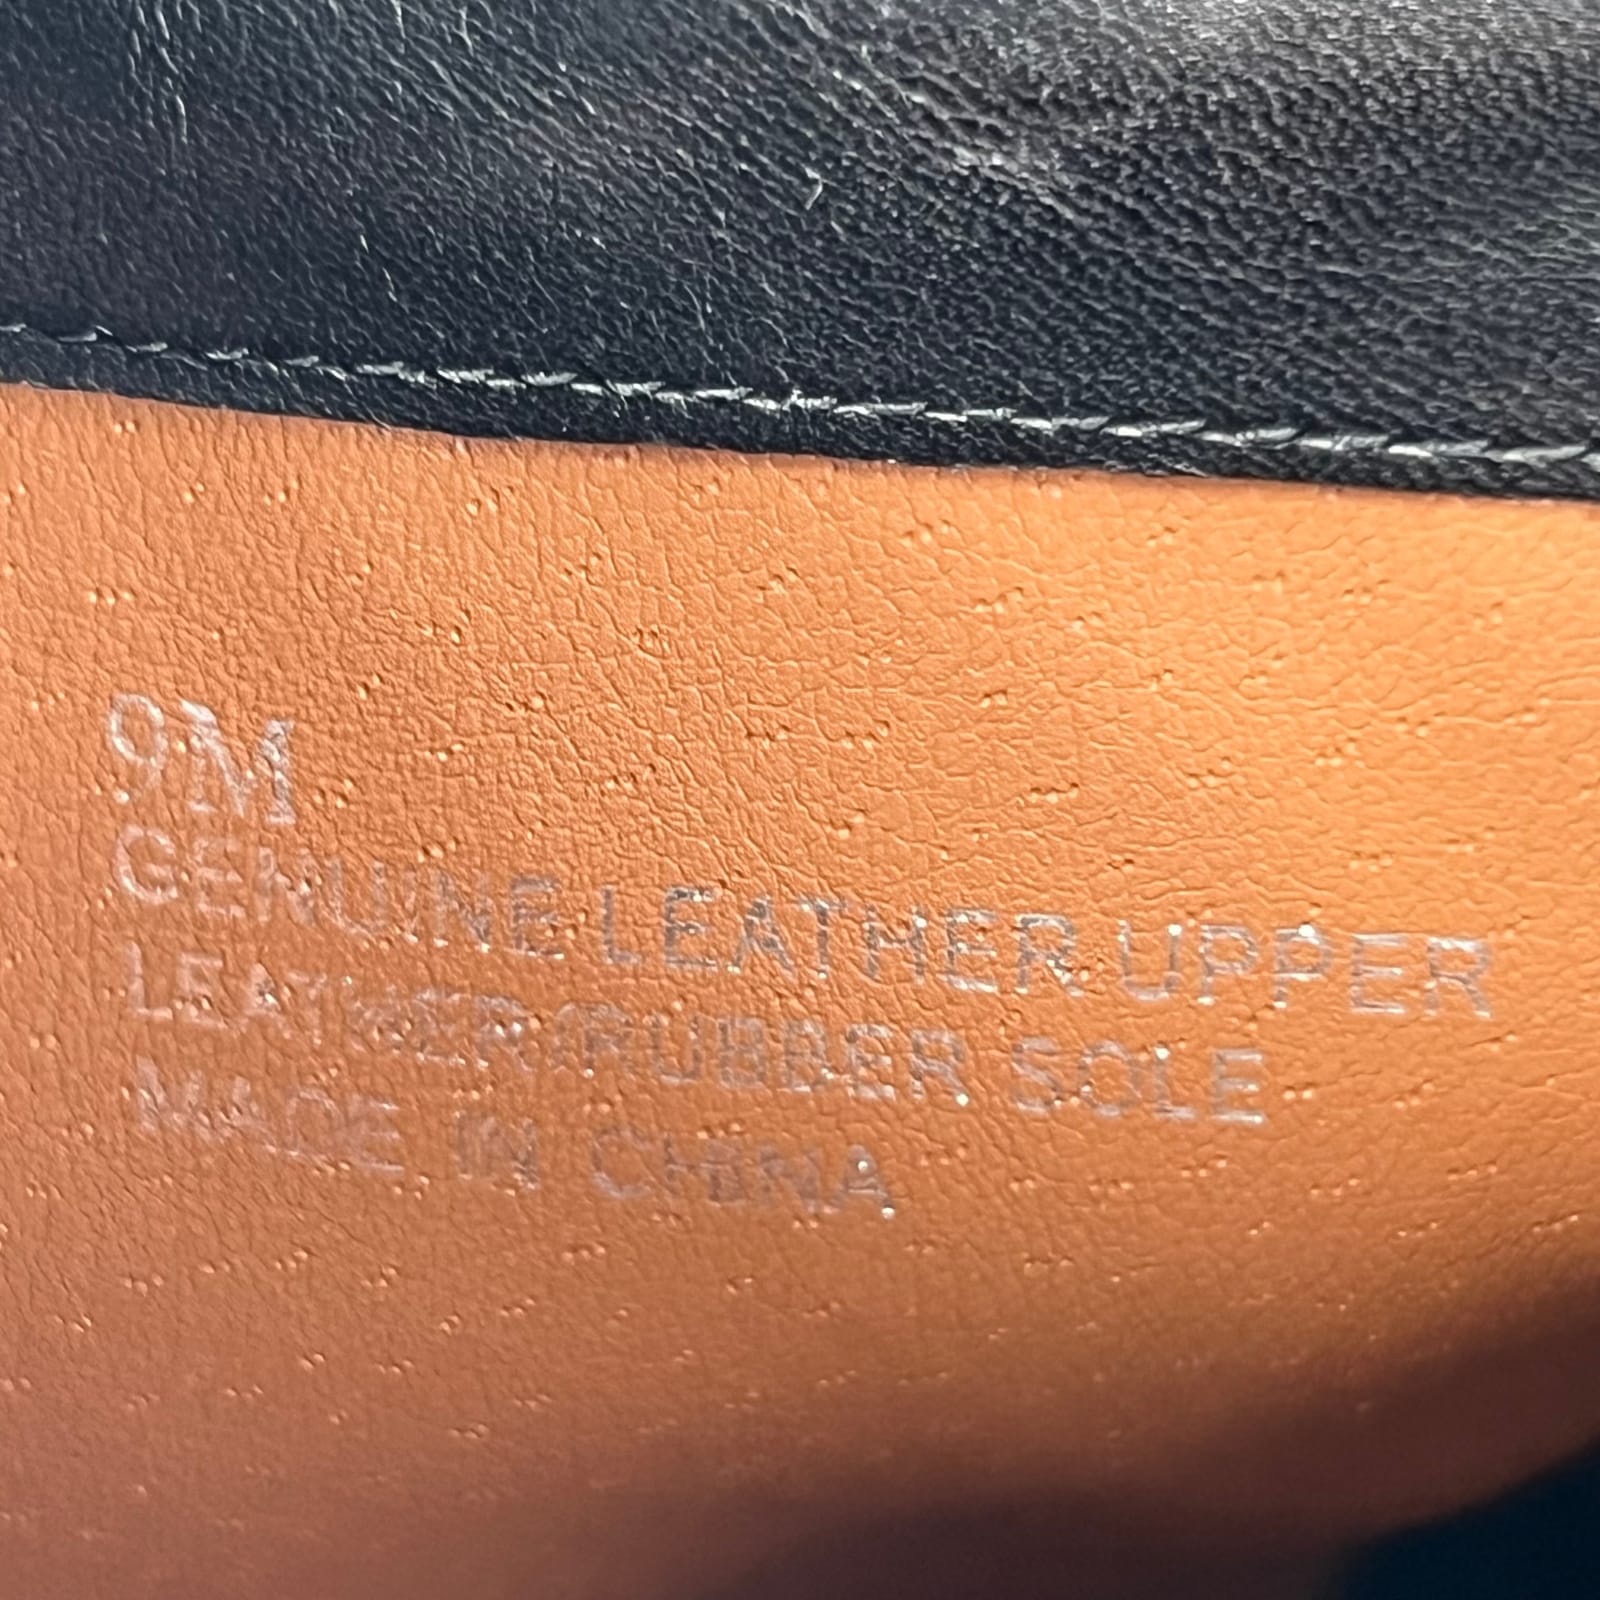 9M
GENUINE LEATHER UPPER
LEATHER/RUBBER SOLE
MADE IN CHINA